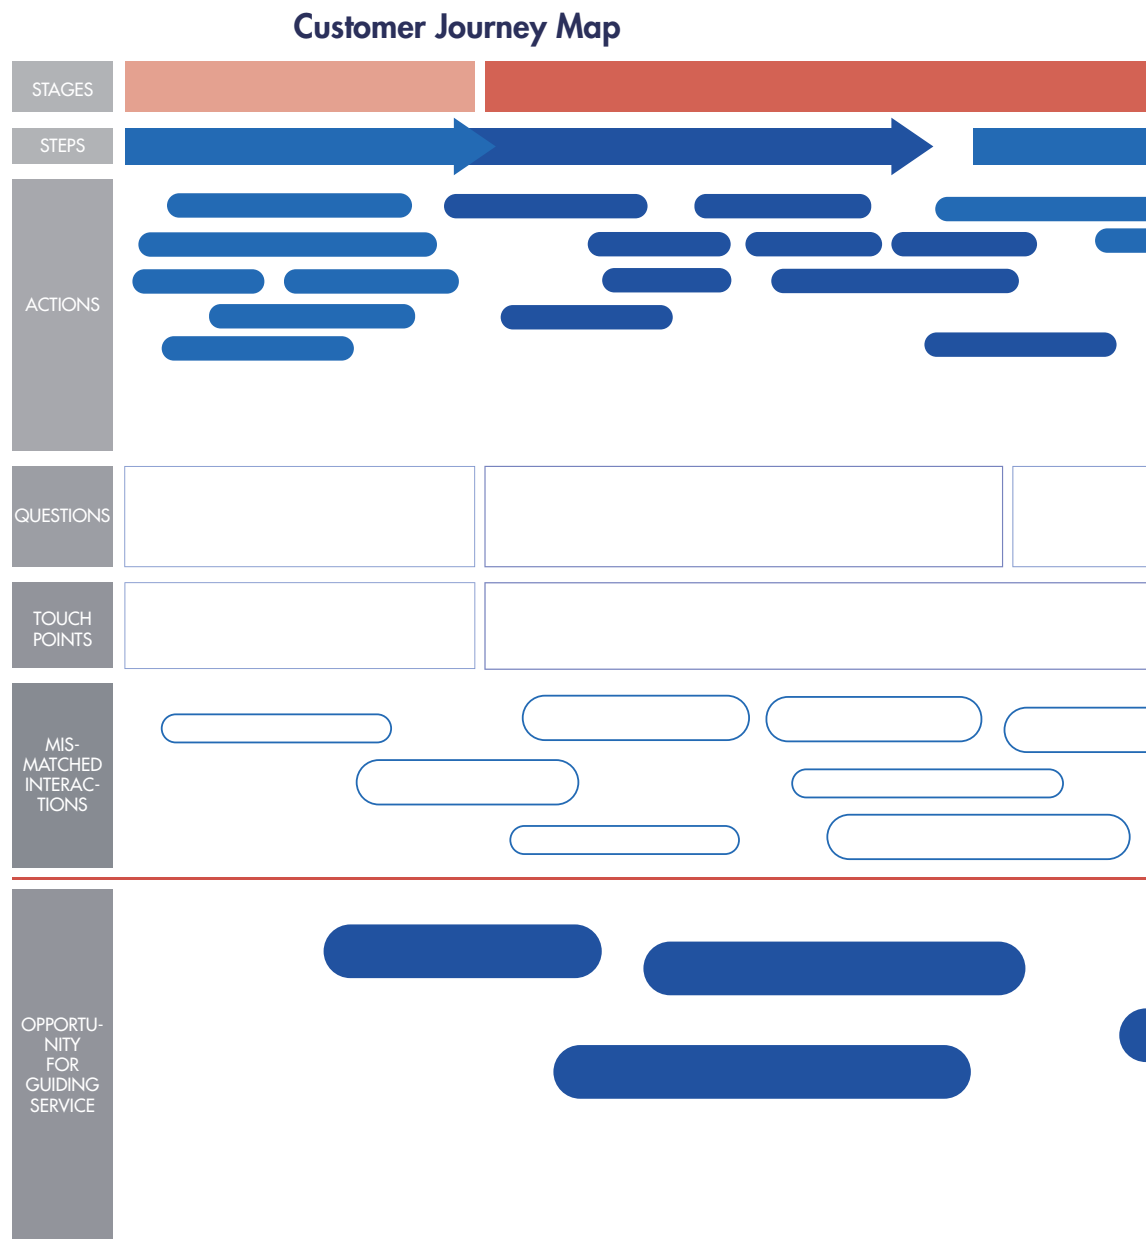 Customer Journey Map
STAGES
STEPS
ACTIONS
QUESTIONS
TOUCH
POINTS
MIS-
MATCHED
INTERAC-
TIONS
OPPORTU-
NITY
FOR
GUIDING
SERVICE